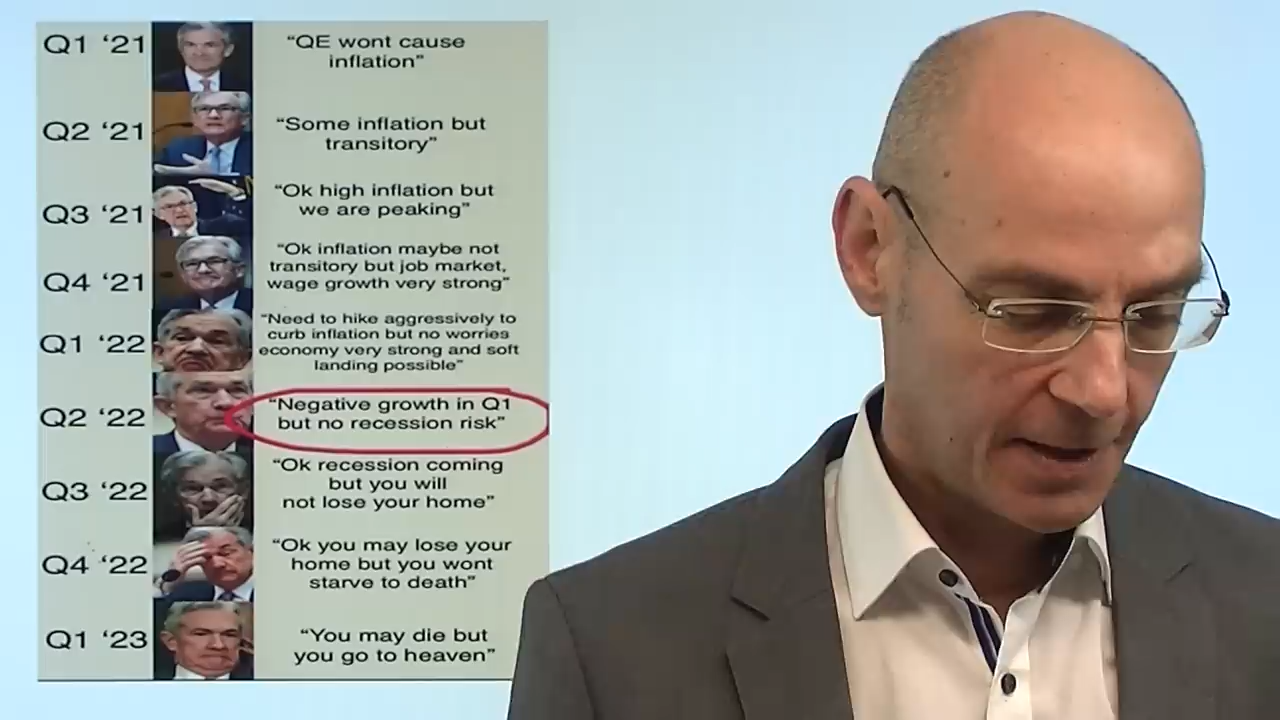 Q1 ‘21
“QE wont cause
inflation”
Q2 ‘21
“Some inflation but
transitory”
Q3 ‘21
“Ok high inflation but
we are peaking”
Q4 ‘21
“Ok inflation maybe not
transitory but job market,
wage growth very strong”
Q1 ‘22
“Need to hike aggressively to
curb inflation but no worries
economy very strong and soft
landing possible”
Q2 ‘22
“Negative growth in Q1
but no recession risk”
Q3 ‘22
“Ok recession coming
but you will
not lose your home”
Q4 ‘22
“Ok you may lose your
home but you wont
starve to death”
Q1 ‘23
“You may die but
you go to heaven”